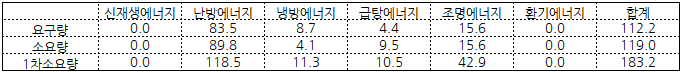 신재생에너지 난방에너지 냉방에너지 급탕에너지 조명에너지 환기에너지 합계
요구량 0.0 83.5 8.7 4.4 15.6 0.0 112.2
소요량 0.0 89.8 4.1 9.5 15.6 0.0 119.0
1차소요량 0.0 118.5 11.3 10.5 42.9 0.0 183.2